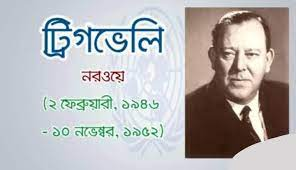 ট্রিগভেলি
নরওয়ে
(২ ফেব্রুয়ারী, ১৯৪৬
- ১০ নভেম্বর, ১৯৫২)